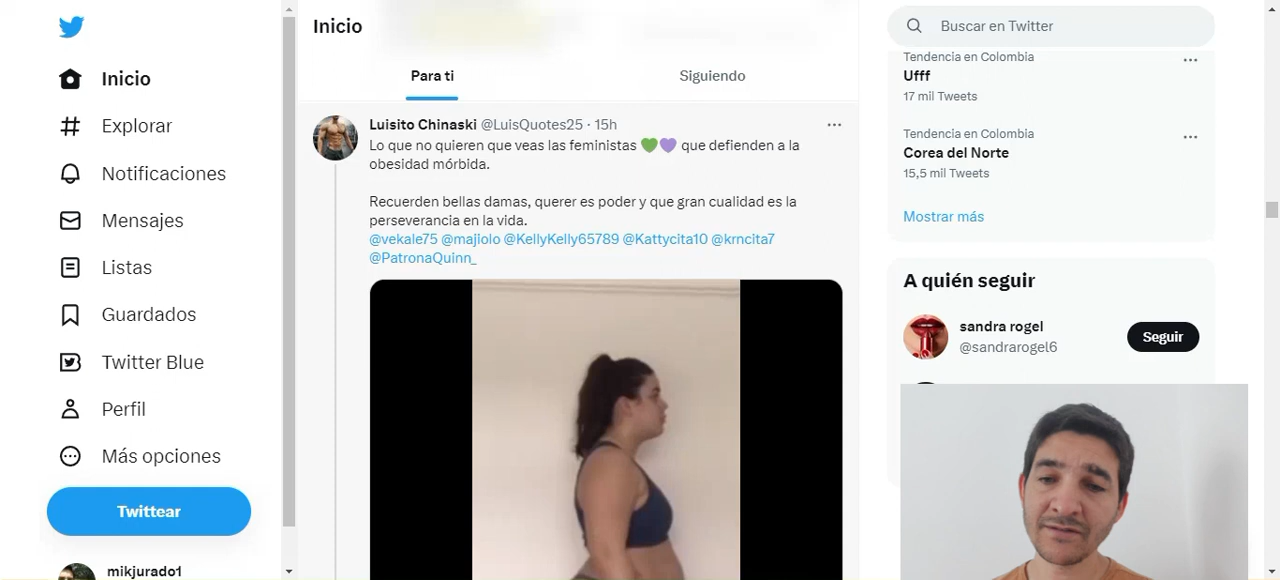 Inicio
Explorar
Notificaciones
Mensajes
Listas
Guardados
Twitter Blue
Perfil
Más opciones
Twittear
mikjurado1
Inicio
Para ti
Siguiendo
Luisito Chinaski @LuisQuotes25 · 15h
Lo que no quieren que veas las feministas 💚💜 que defienden a la
obesidad mórbida.
Recuerden bellas damas, querer es poder y que gran cualidad es la
perseverancia en la vida.
@vekale75 @majiolo @KellyKelly65789 @Kattycita10 @krncita7
@PatronaQuinn_
Buscar en Twitter
Tendencia en Colombia
Ufff
17 mil Tweets
Tendencia en Colombia
Corea del Norte
15,5 mil Tweets
Mostrar más
A quién seguir
sandra rogel
@sandrarogel6
Seguir